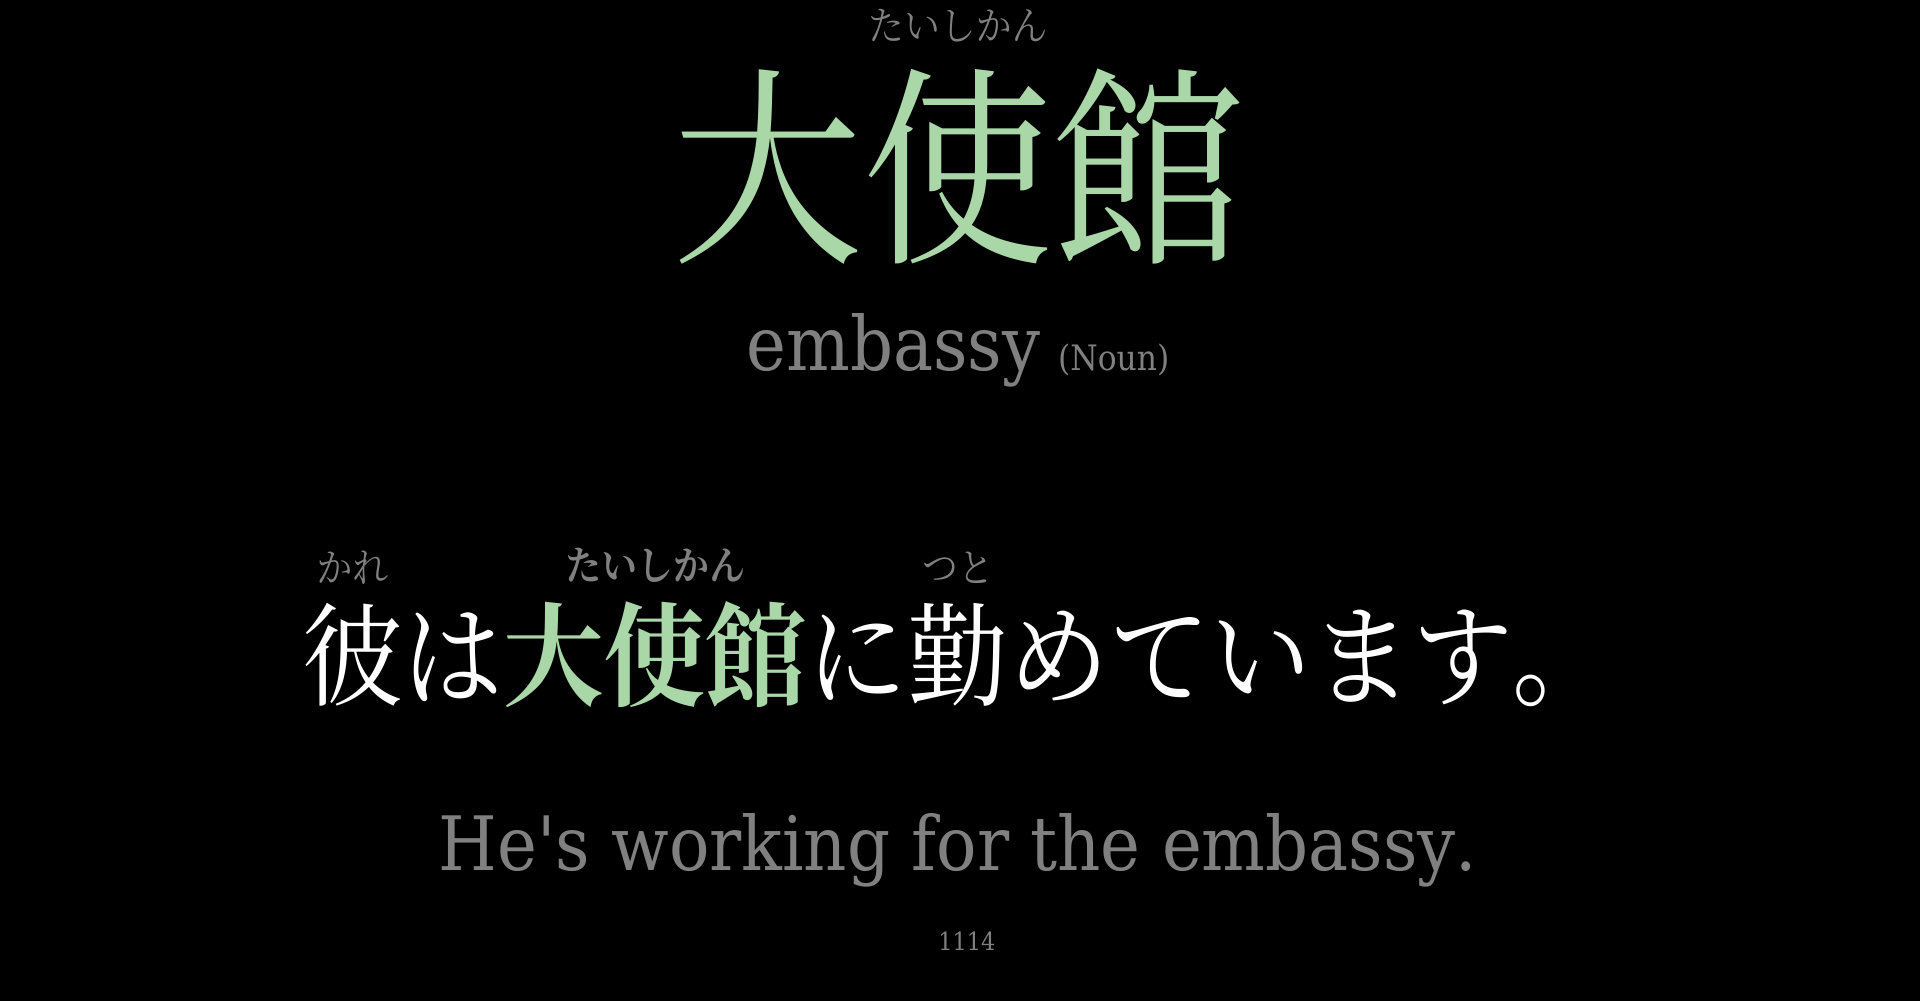 たいしかん
大使館
embassy (Noun)
かれ たいしかん つと
彼は大使館に勤めています。
He's working for the embassy.
1114